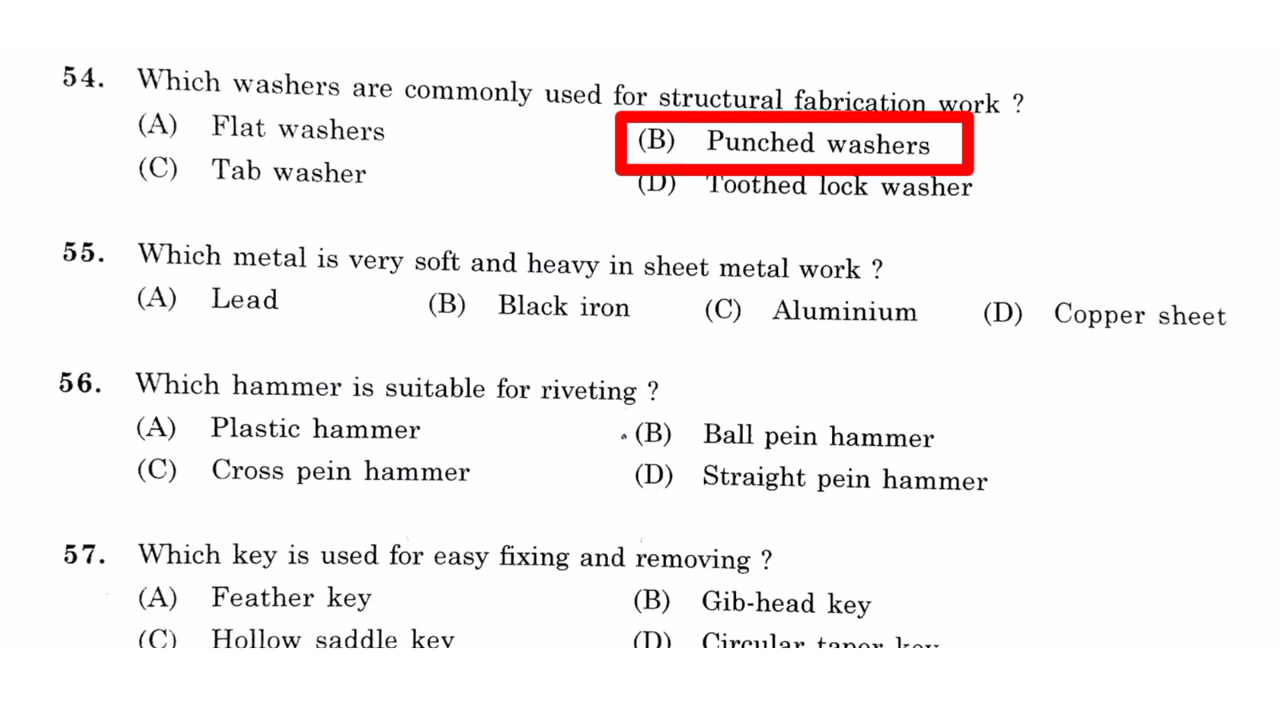 54. Which washers are commonly used for structural fabrication work ?
(A) Flat washers (B) Punched washers
(C) Tab washer (D) Toothed lock washer
55. Which metal is very soft and heavy in sheet metal work ?
(A) Lead (B) Black iron (C) Aluminium (D) Copper sheet
56. Which hammer is suitable for riveting ?
(A) Plastic hammer (B) Ball pein hammer
(C) Cross pein hammer (D) Straight pein hammer
57. Which key is used for easy fixing and removing ?
(A) Feather key (B) Gib-head key
(C) Hollow saddle key (D) Circular taper key